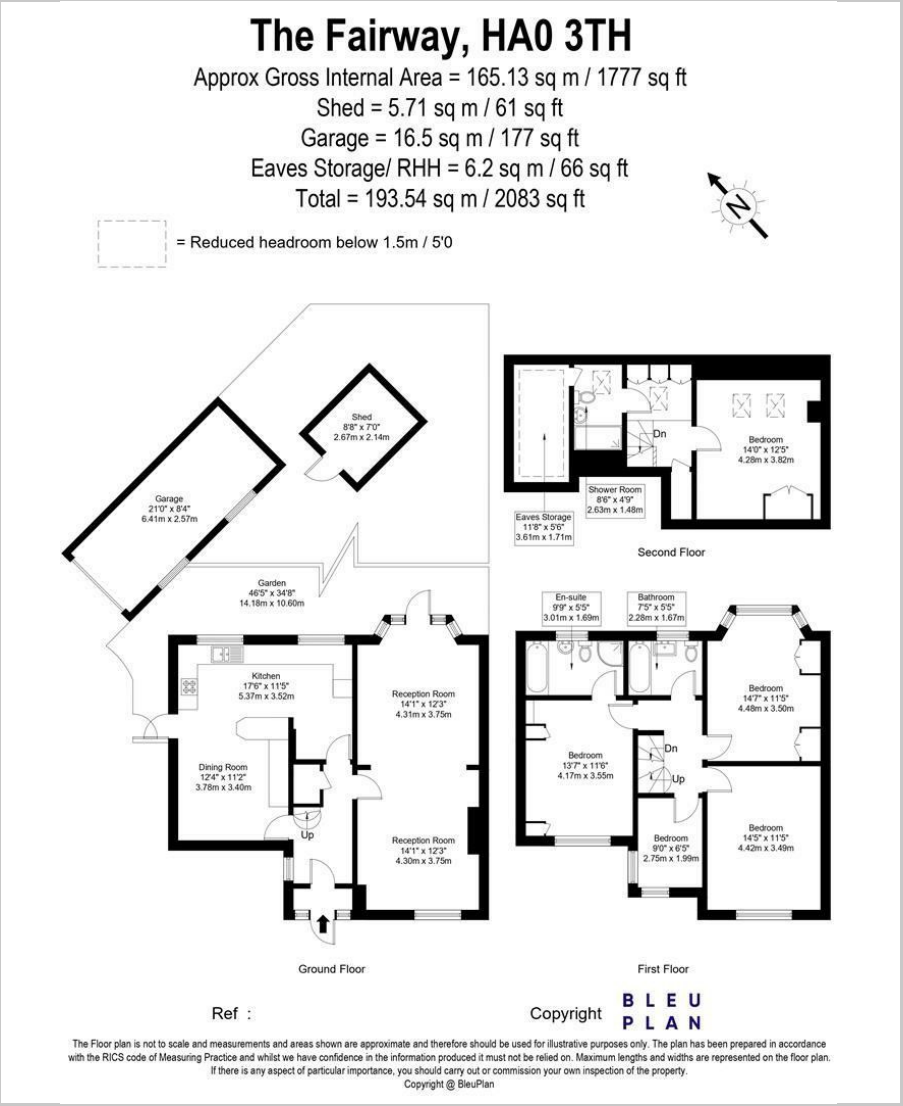 The Fairway, HA0 3TH
Approx Gross Internal Area = 165.13 sq m / 1777 sq ft
Shed = 5.71 sq m / 61 sq ft
Garage = 16.5 sq m / 177 sq ft
Eaves Storage/ RHH = 6.2 sq m / 66 sq ft
Total = 193.54 sq m / 2083 sq ft
N
= Reduced headroom below 1.5m / 5'0
Shed
8'8" x 7'0"
2.67m x 2.14m
Garage
21'0" x 8'4"
6.41m x 2.57m
Garden
46'5" x 34'8"
14.18m x 10.60m
Kitchen
17'6" x 11'5"
5.37m x 3.52m
Reception Room
14'1" x 12'3"
4.31m x 3.75m
Dining Room
12'4" x 11'2"
3.78m x 3.40m
Up
Reception Room
14'1" x 12'3"
4.30m x 3.75m
Ground Floor
Dn
Bedroom
14'0" x 12'5"
4.28m x 3.82m
Shower Room
8'6" x 4'9"
2.63m x 1.48m
Eaves Storage
11'8" x 5'6"
3.61m x 1.71m
Second Floor
En-suite
9'9" x 5'5"
3.01m x 1.69m
Bathroom
7'5" x 5'5"
2.28m x 1.67m
Bedroom
14'7" x 11'5"
4.48m x 3.50m
Bedroom
13'7" x 11'6"
4.17m x 3.55m
Dn
Up
Bedroom
9'0" x 6'5"
2.75m x 1.99m
Bedroom
14'5" x 11'5"
4.42m x 3.49m
First Floor
Ref :
Copyright
BLEU
PLAN
The Floor plan is not to scale and measurements and areas shown are approximate and therefore should be used for illustrative purposes only. The plan has been prepared in accordance
with the RICS code of Measuring Practice and whilst we have confidence in the information produced it must not be relied on. Maximum lengths and widths are represented on the floor plan.
If there is any aspect of particular importance, you should carry out or commission your own inspection of the property.
Copyright @ BleuPlan